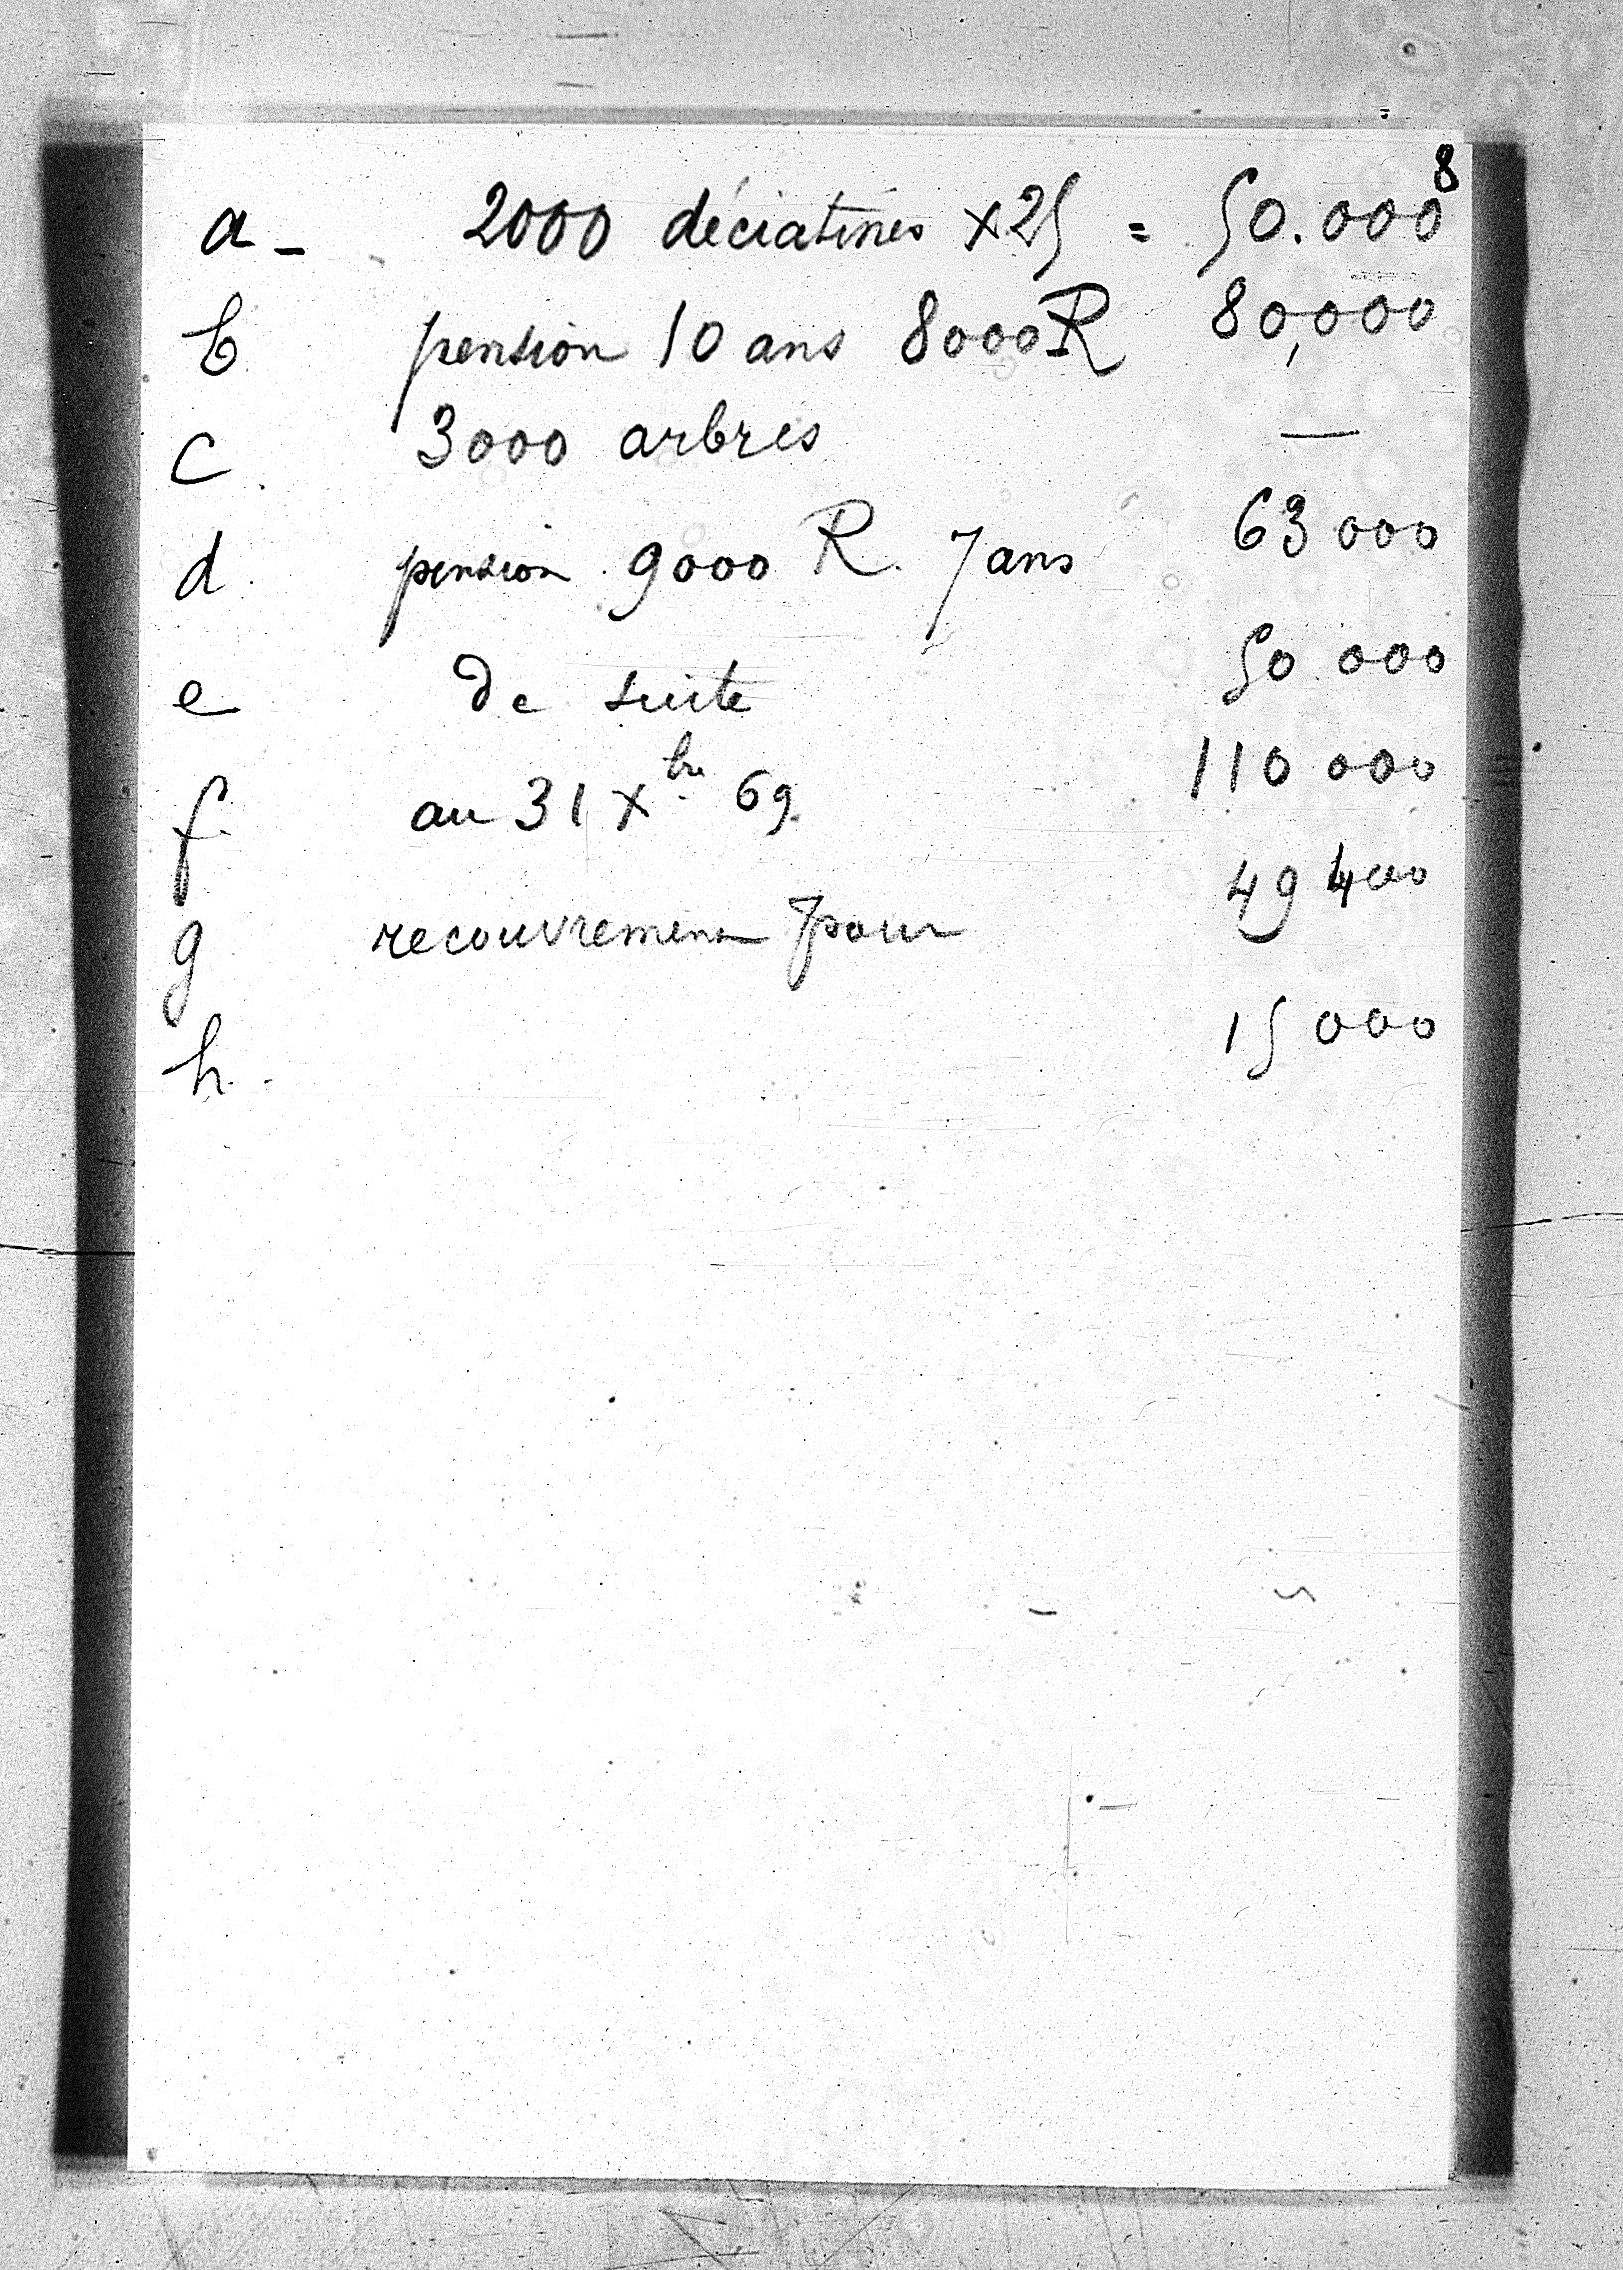 8
a - 2000 déciatines x 25 = 50.000
b pension 10 ans 8000 R 80,000
c. 3000 arbres —
d. pension 9000 R. 7 ans 63 000
e de suite 50 000
f. au 31 Xbre 69. 110 000
g recouvrement pour 49 400
h. 15 000